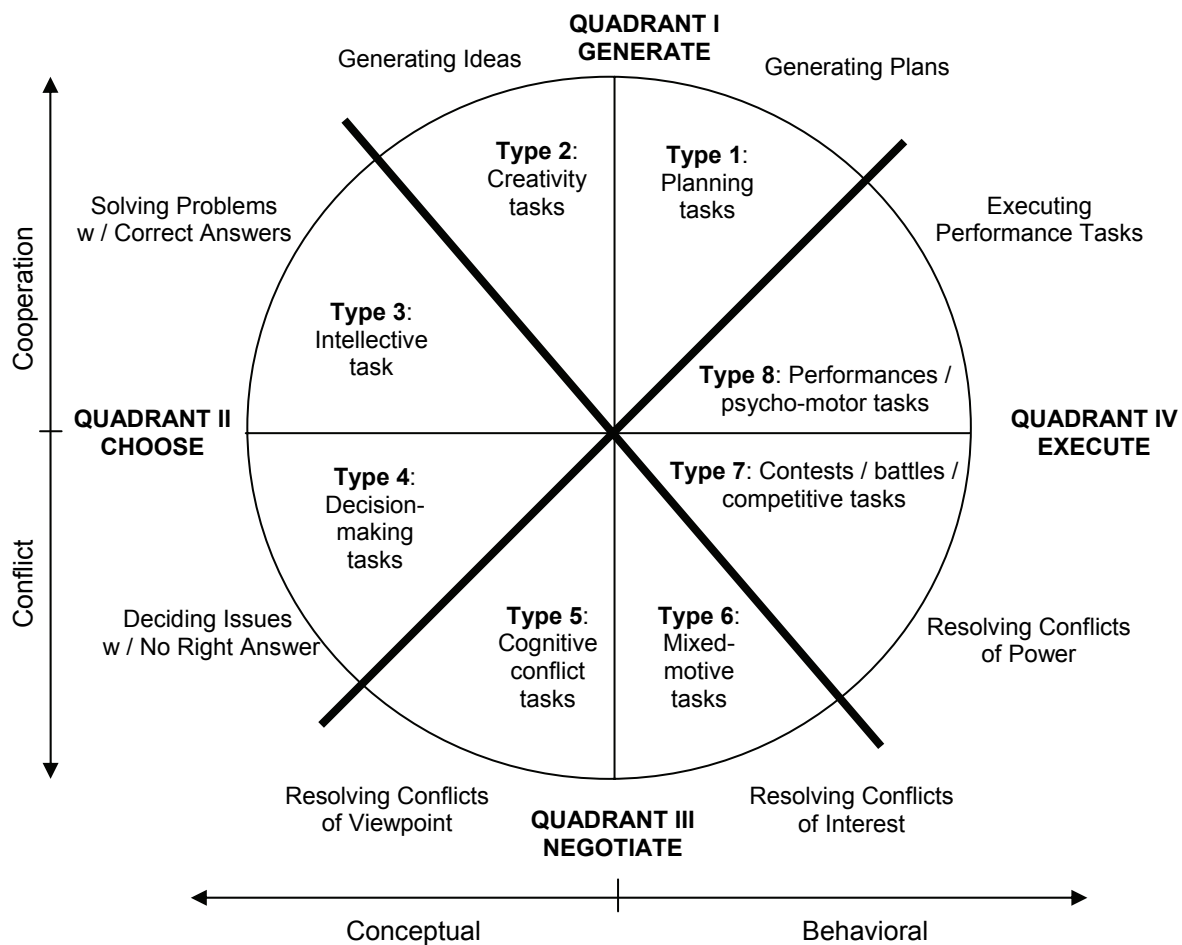 QUADRANT I
GENERATE
Generating Ideas
Generating Plans
Type 2:
Creativity
tasks
Type 1:
Planning
tasks
Solving Problems
w / Correct Answers
Executing
Performance Tasks
Cooperation
Type 3:
Intellective
task
Type 8: Performances /
psycho-motor tasks
QUADRANT II
CHOOSE
QUADRANT IV
EXECUTE
Type 4:
Decision-
making
tasks
Type 7: Contests / battles /
competitive tasks
Conflict
Deciding Issues
w / No Right Answer
Type 5:
Cognitive
conflict
tasks
Type 6:
Mixed-
motive
tasks
Resolving Conflicts
of Power
Resolving Conflicts
of Viewpoint
QUADRANT III
NEGOTIATE
Resolving Conflicts
of Interest
Conceptual
Behavioral